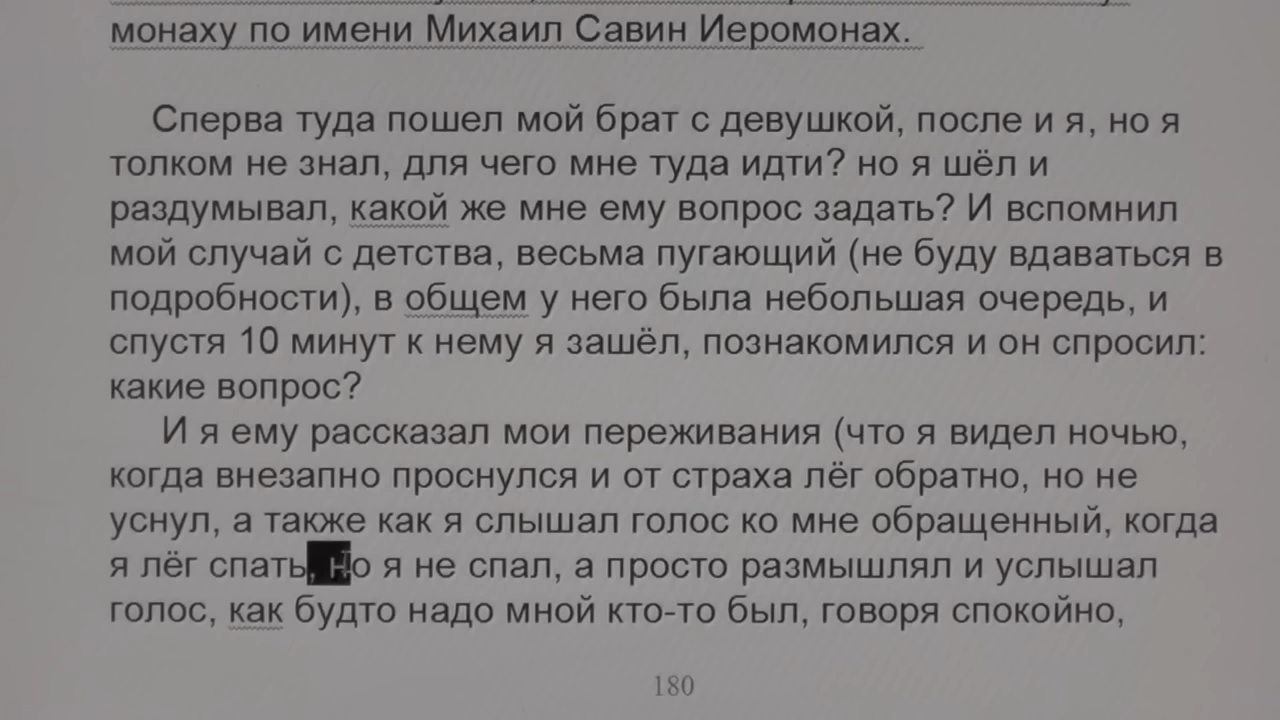 монаху по имени Михаил Савин Иеромонах.
Сперва туда пошел мой брат с девушкой, после и я, но я
толком не знал, для чего мне туда идти? но я шёл и
раздумывал, какой же мне ему вопрос задать? И вспомнил
мой случай с детства, весьма пугающий (не буду вдаваться в
подробности), в общем у него была небольшая очередь, и
спустя 10 минут к нему я зашёл, познакомился и он спросил:
какие вопрос?
И я ему рассказал мои переживания (что я видел ночью,
когда внезапно проснулся и от страха лёг обратно, но не
уснул, а также как я слышал голос ко мне обращенный, когда
я лёг спать, но я не спал, а просто размышлял и услышал
голос, как будто надо мной кто-то был, говоря спокойно,
180